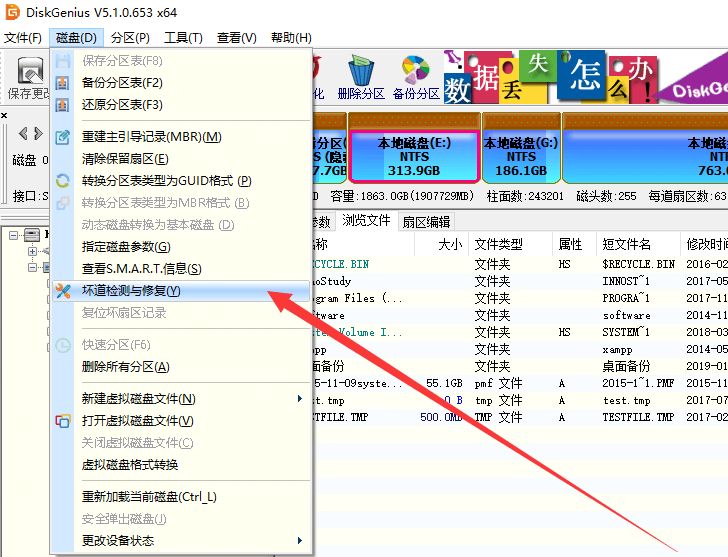 DiskGenius V5.1.0.653 x64
文件(F) 磁盘(D) 分区(P) 工具(T) 查看(V) 帮助(H)
保存更改
化 删除分区 备份分区
数据丢失怎么办!
DiskG
磁盘 0
接口:S
保存分区表(F8)
备份分区表(F2)
还原分区表(F3)
重建主引导记录(MBR)(M)
清除保留扇区(E)
转换分区表类型为GUID格式 (P)
转换分区表类型为MBR格式 (B)
动态磁盘转换为基本磁盘 (D)
指定磁盘参数(G)
查看S.M.A.R.T.信息(S)
坏道检测与修复(Y)
复位坏扇区记录
快速分区(F6)
删除所有分区(A)
新建虚拟磁盘文件(N)
打开虚拟磁盘文件(V)
关闭虚拟磁盘文件(C)
虚拟磁盘格式转换
重新加载当前磁盘(Ctrl_L)
安全弹出磁盘(J)
更改设备状态
本地磁盘(E:)
NTFS
313.9GB
本地磁盘(G:)
NTFS
186.1GB
本地磁
NTFS
763.
容量:1863.0GB(1907729MB) 柱面数:243201 磁头数:255 每道扇区数:63
参数 浏览文件 扇区编辑
称 大小 文件类型 属性 短文件名 修改时间
ECYCLE.BIN 文件夹 HS $RECYCLE.BIN 2016-02
noStudy 文件夹 INNOST~1 2017-05
gram Files (... 文件夹 PROGRA~1 2017-11
tware 文件夹 software 2014-11
tem Volume I... 文件夹 HS SYSTEM~1 2018-03
mpp 文件夹 xampp 2014-05
面备份 文件夹 桌面备份 2019-01
15-11-09syste... 55.1GB pmf 文件 A 2015-1~1.PMF 2015-11
t.tmp 0 B tmp 文件 A test.tmp 2017-02
TFILE.TMP 500.0MB TMP 文件 A TESTFILE.TMP 2017-07